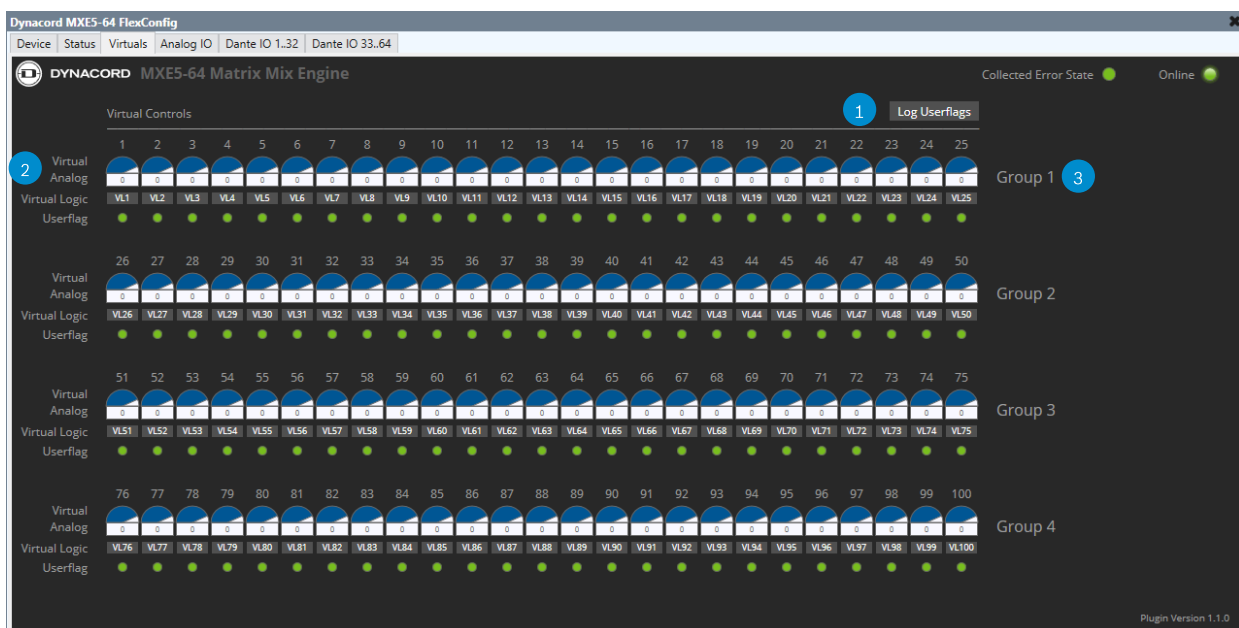 Dynacord MXE5-64 FlexConfig
Device Status Virtuals Analog IO Dante IO 1..32 Dante IO 33..64
DYNACORD MXE5-64 Matrix Mix Engine Collected Error State Online
Virtual Controls 1 Log Userflags
1 2 3 4 5 6 7 8 9 10 11 12 13 14 15 16 17 18 19 20 21 22 23 24 25
2 Virtual Group 1 3
Analog 0 0 0 0 0 0 0 0 0 0 0 0 0 0 0 0 0 0 0 0 0 0 0 0 0
Virtual Logic VL1 VL2 VL3 VL4 VL5 VL6 VL7 VL8 VL9 VL10 VL11 VL12 VL13 VL14 VL15 VL16 VL17 VL18 VL19 VL20 VL21 VL22 VL23 VL24 VL25
Userflag
26 27 28 29 30 31 32 33 34 35 36 37 38 39 40 41 42 43 44 45 46 47 48 49 50
Virtual
Analog 0 0 0 0 0 0 0 0 0 0 0 0 0 0 0 0 0 0 0 0 0 0 0 0 0 Group 2
Virtual Logic VL26 VL27 VL28 VL29 VL30 VL31 VL32 VL33 VL34 VL35 VL36 VL37 VL38 VL39 VL40 VL41 VL42 VL43 VL44 VL45 VL46 VL47 VL48 VL49 VL50
Userflag
51 52 53 54 55 56 57 58 59 60 61 62 63 64 65 66 67 68 69 70 71 72 73 74 75
Virtual
Analog 0 0 0 0 0 0 0 0 0 0 0 0 0 0 0 0 0 0 0 0 0 0 0 0 0 Group 3
Virtual Logic VL51 VL52 VL53 VL54 VL55 VL56 VL57 VL58 VL59 VL60 VL61 VL62 VL63 VL64 VL65 VL66 VL67 VL68 VL69 VL70 VL71 VL72 VL73 VL74 VL75
Userflag
76 77 78 79 80 81 82 83 84 85 86 87 88 89 90 91 92 93 94 95 96 97 98 99 100
Virtual
Analog 0 0 0 0 0 0 0 0 0 0 0 0 0 0 0 0 0 0 0 0 0 0 0 0 0 Group 4
Virtual Logic VL76 VL77 VL78 VL79 VL80 VL81 VL82 VL83 VL84 VL85 VL86 VL87 VL88 VL89 VL90 VL91 VL92 VL93 VL94 VL95 VL96 VL97 VL98 VL99 VL100
Userflag
Plugin Version 1.1.0